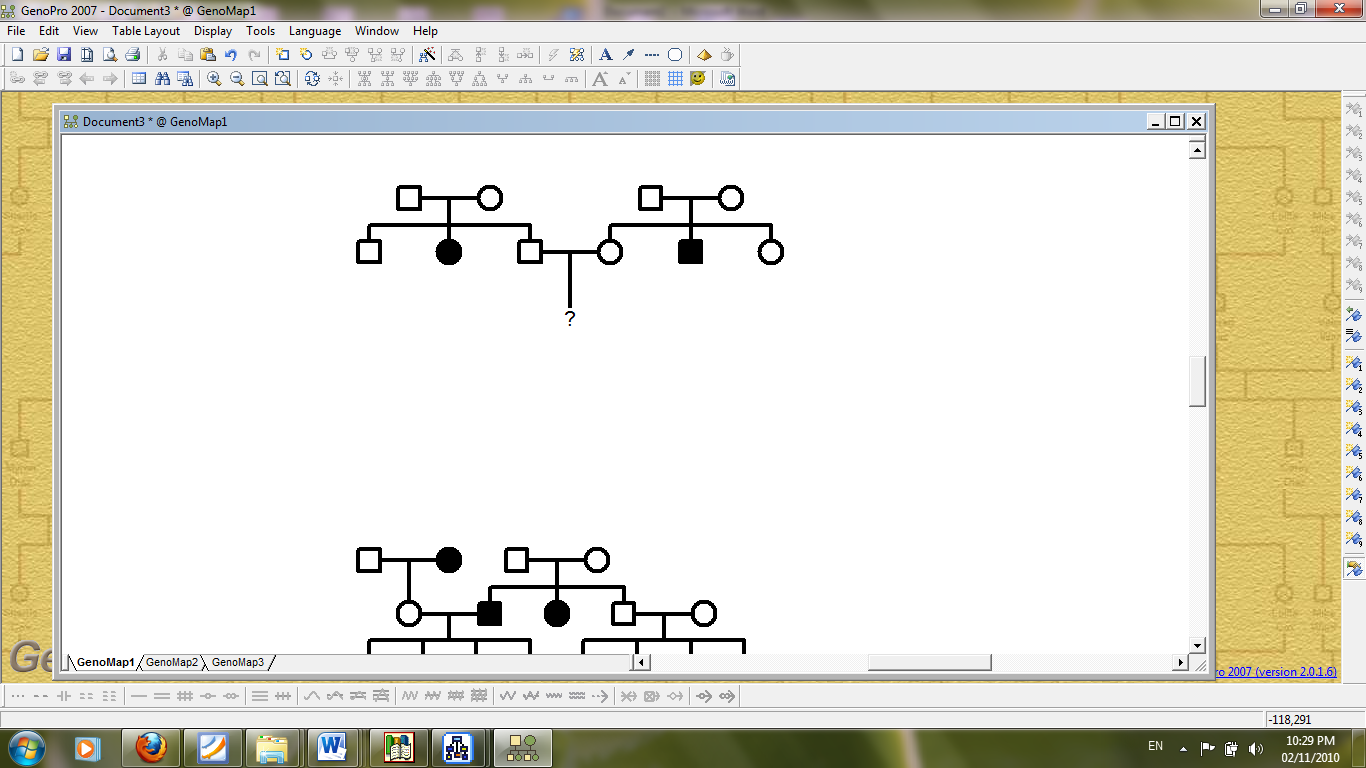 GenoPro 2007 - Document3 * @ GenoMap1
File Edit View Table Layout Display Tools Language Window Help
Document3 * @ GenoMap1
?
GenoMap1 GenoMap2 GenoMap3
Ge
ro 2007 (version 2.0.1.6)
-118,291
EN
10:29 PM
02/11/2010